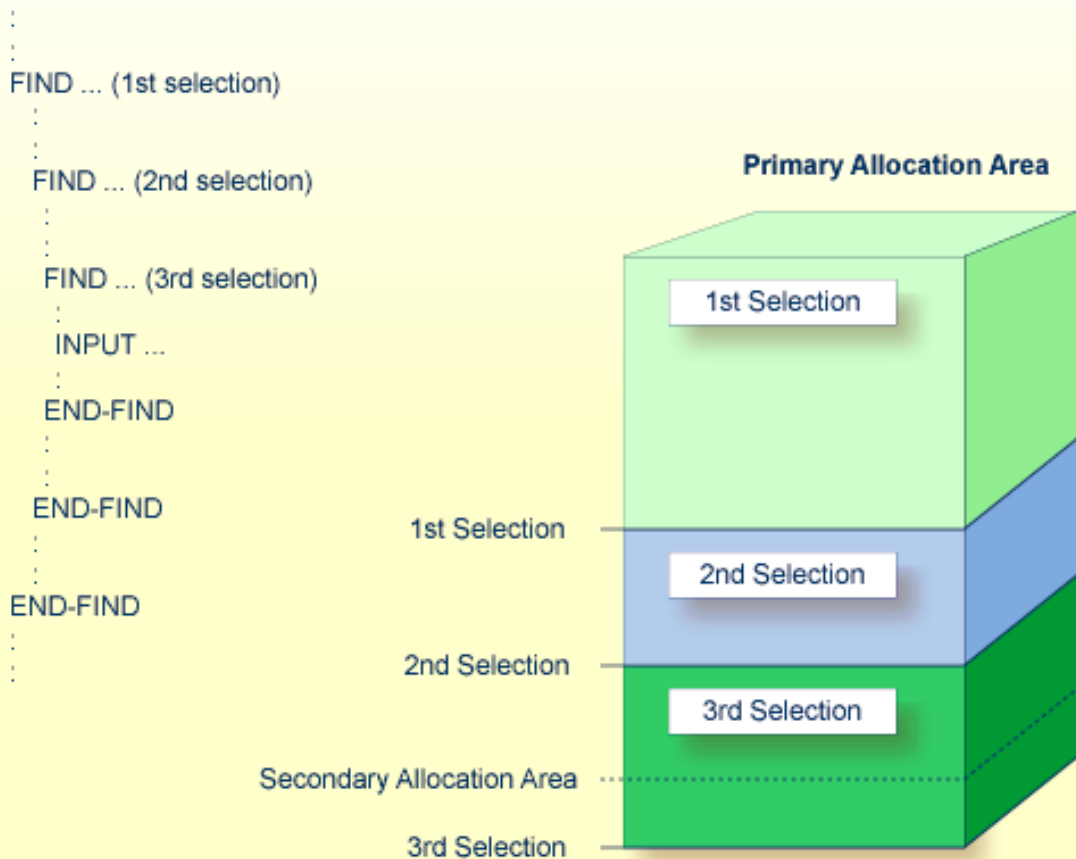 :
:
FIND ... (1st selection)
:
:
FIND ... (2nd selection)
:
:
FIND ... (3rd selection)
:
INPUT ...
:
END-FIND
:
:
END-FIND
:
:
END-FIND
:
:
Primary Allocation Area
1st Selection
1st Selection
2nd Selection
2nd Selection
3rd Selection
Secondary Allocation Area
3rd Selection